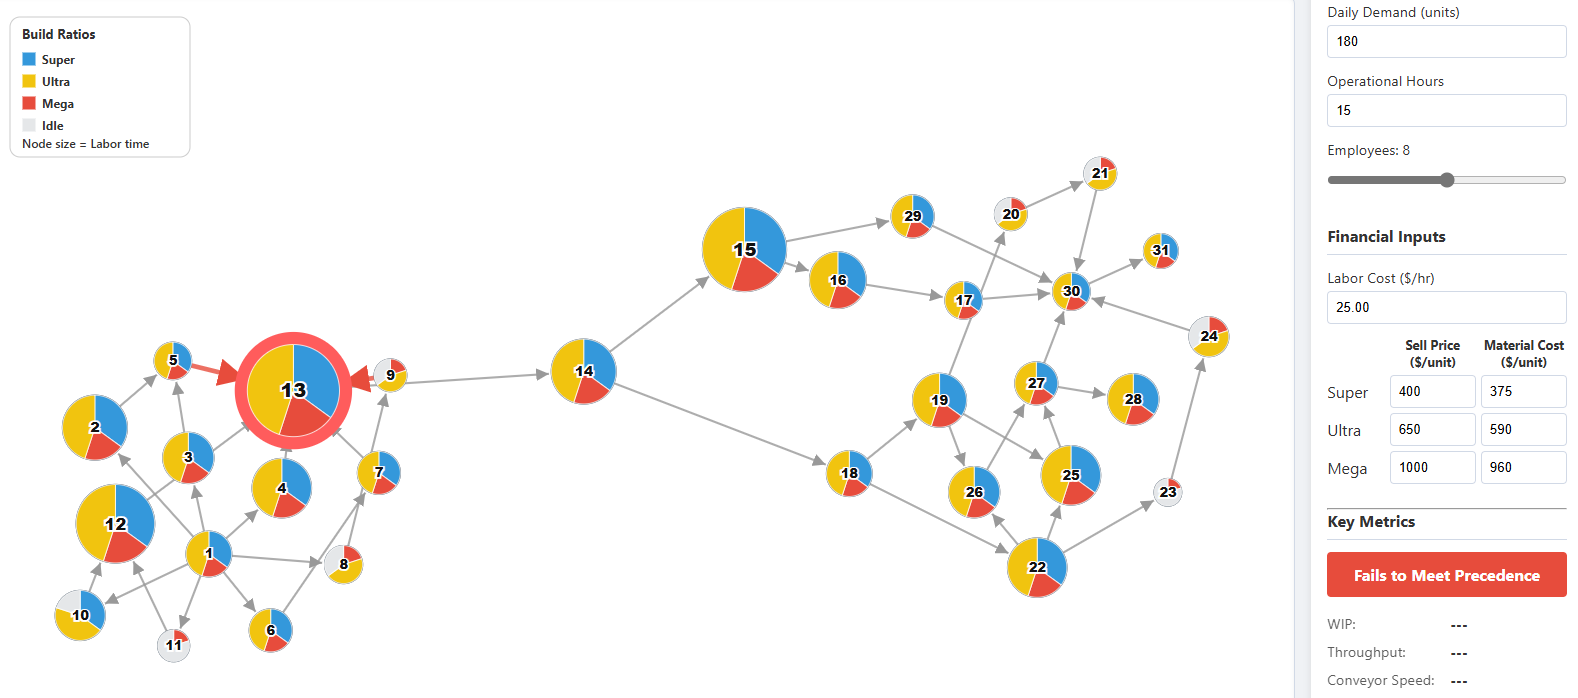 Build Ratios
Super
Ultra
Mega
Idle
Node size = Labor time
21
29
20
15
31
16
30
17
24
5
14
9
13
27
19
28
2
3
7
18
4
25
26
23
12
1
8
22
10
6
11
Daily Demand (units)
180
Operational Hours
15
Employees: 8
Financial Inputs
Labor Cost ($/hr)
25.00
Sell Price Material Cost
($/unit) ($/unit)
Super 400 375
Ultra 650 590
Mega 1000 960
Key Metrics
Fails to Meet Precedence
WIP: ---
Throughput: ---
Conveyor Speed: ---